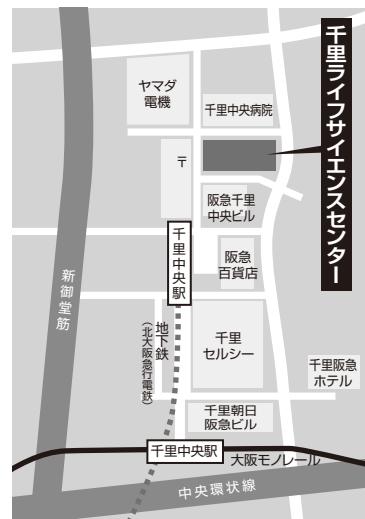 千里ライフサイエンスセンター
ヤマダ
電機
千里中央病院
〒
阪急千里
中央ビル
千里中央駅
阪急
百貨店
新御堂筋
地下鉄
(北大阪急行電鉄)
千里
セルシー
千里阪急
ホテル
千里朝日
阪急ビル
千里中央駅
大阪モノレール
中央環状線